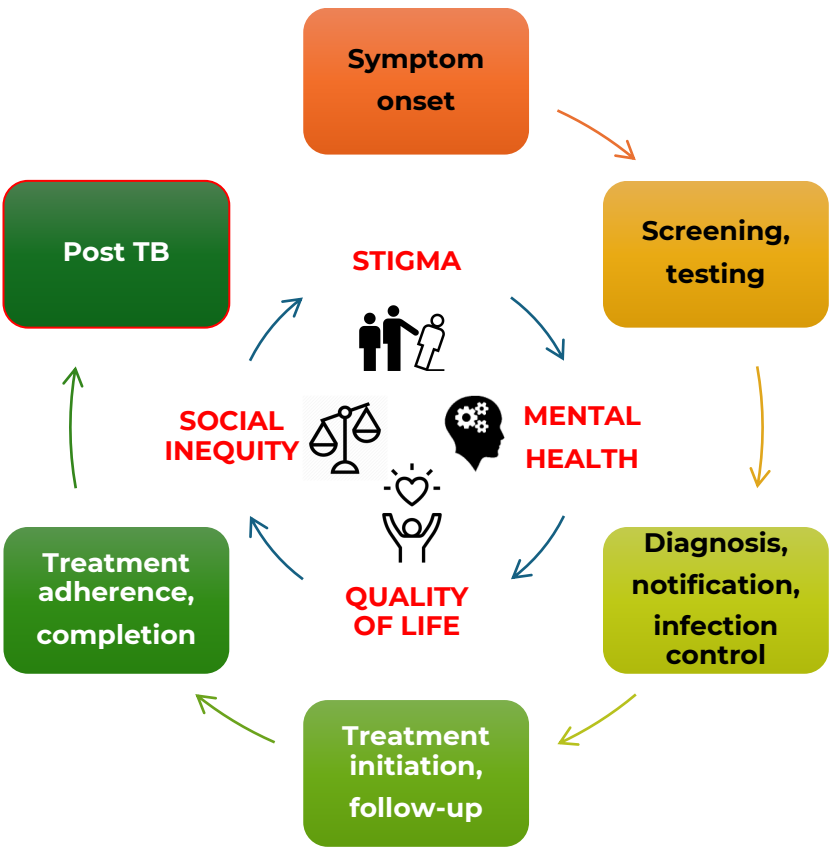 Symptom
onset
Screening,
testing
Diagnosis,
notification,
infection
control
Treatment
initiation,
follow-up
Treatment
adherence,
completion
Post TB
STIGMA
MENTAL
HEALTH
QUALITY
OF LIFE
SOCIAL
INEQUITY